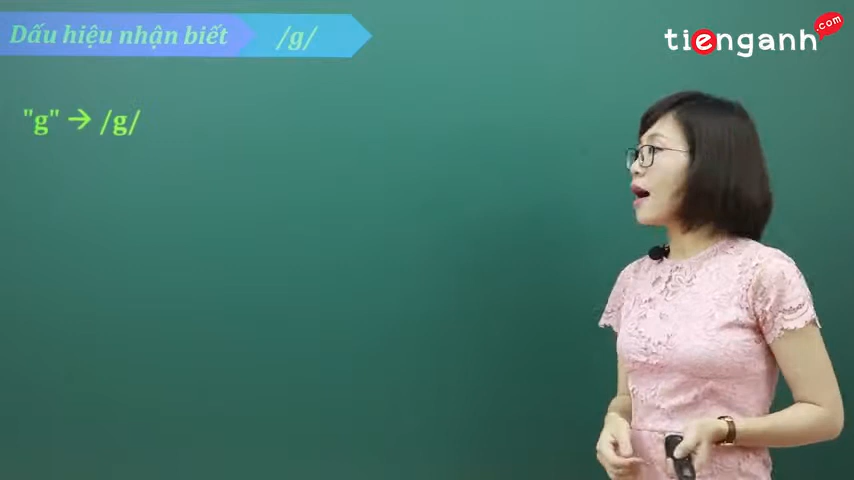 Dấu hiệu nhận biết /g/
tienganh.com
"g" → /g/